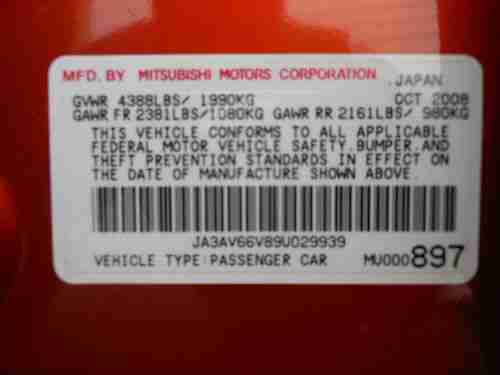 MFD. BY MITSUBISHI MOTORS CORPORATION .JAPAN
GVWR 4388LBS/ 1990KG OCT 2008
GAWR FR 2381LBS/1080KG GAWR RR 2161LBS/ 980KG
THIS VEHICLE CONFORMS TO ALL APPLICABLE
FEDERAL MOTOR VEHICLE SAFETY, BUMPER, AND
THEFT PREVENTION STANDARDS IN EFFECT ON
THE DATE OF MANUFACTURE SHOWN ABOVE.
JA3AV66V89U029939
VEHICLE TYPE:PASSENGER CAR MU000897